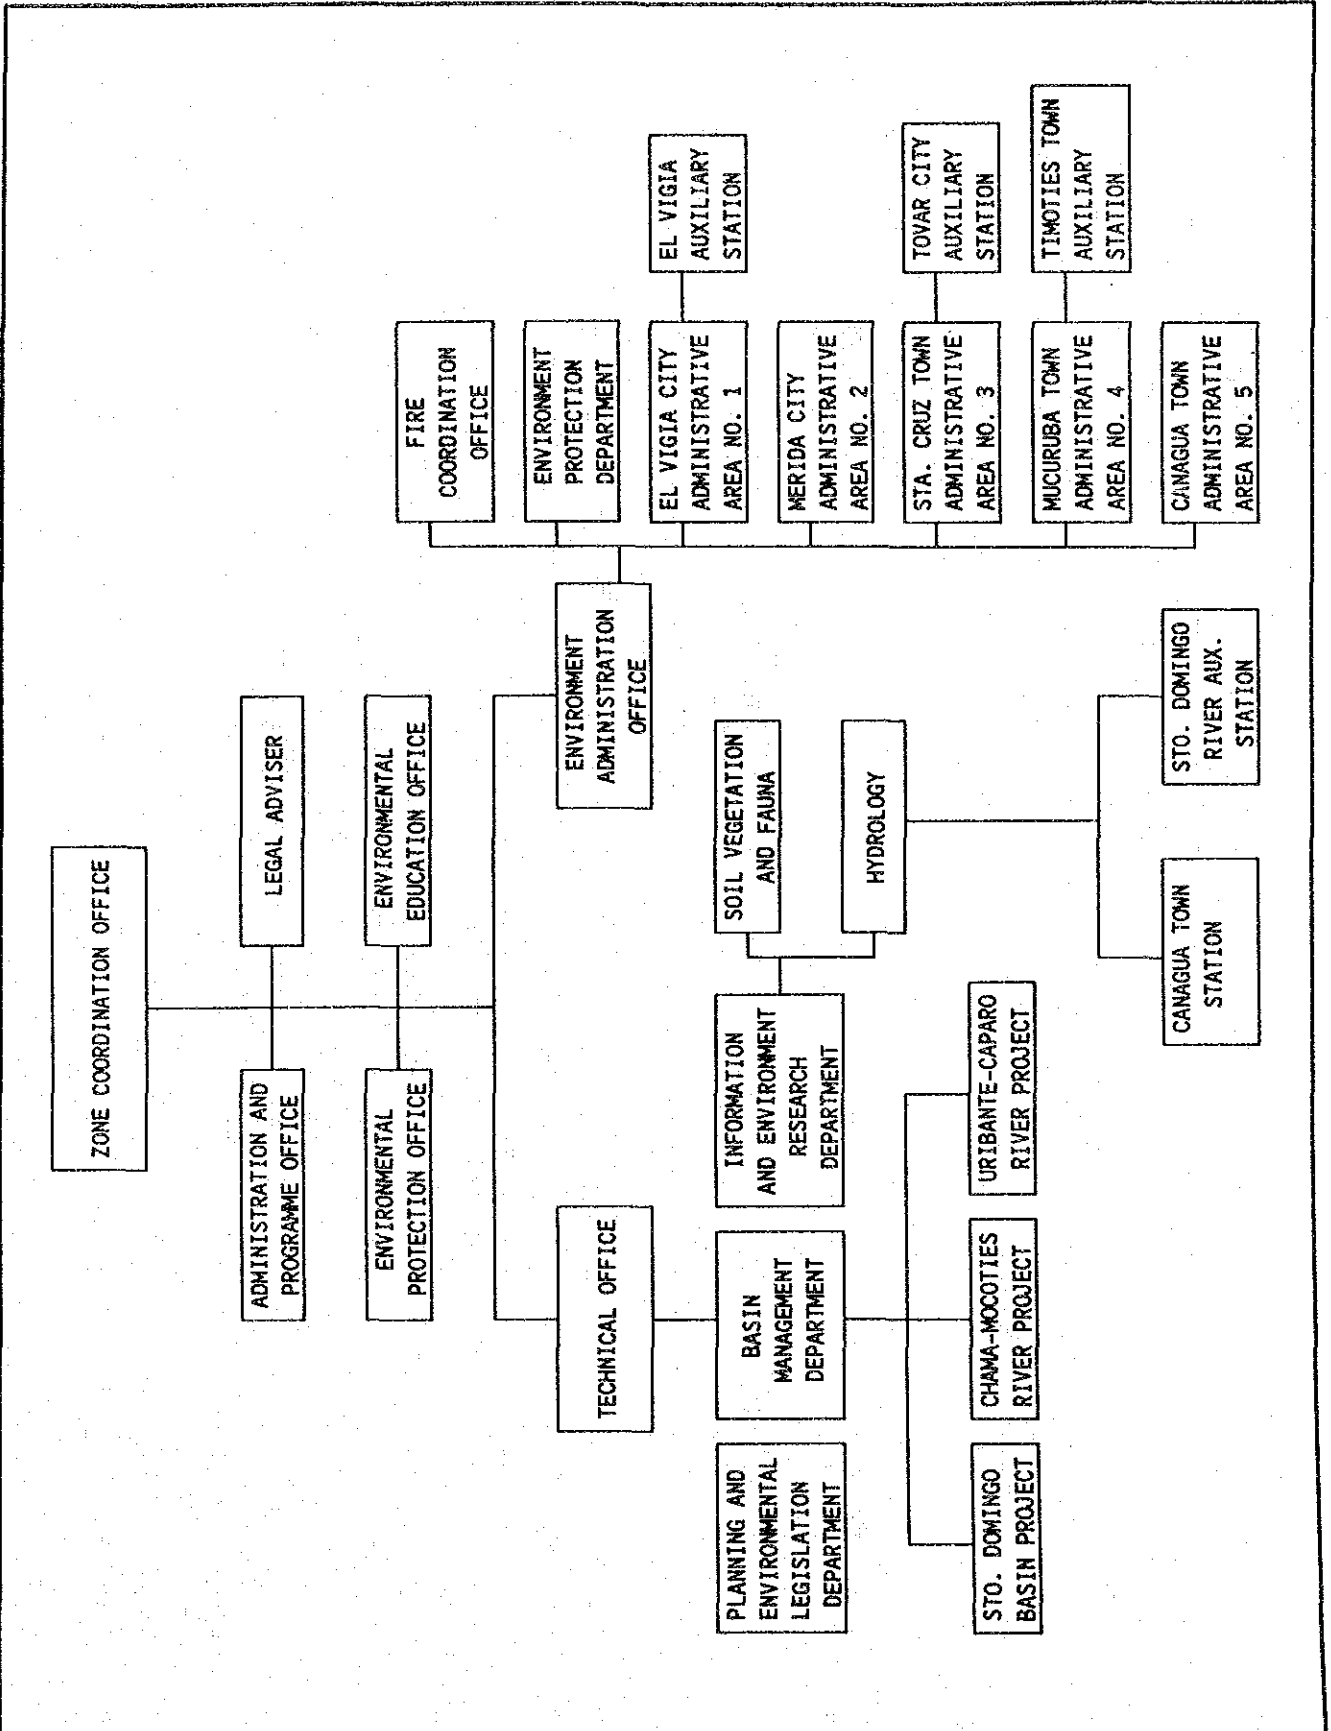 ZONE COORDINATION OFFICE
ADMINISTRATION AND
PROGRAMME OFFICE
LEGAL ADVISER
ENVIRONMENTAL
PROTECTION OFFICE
ENVIRONMENTAL
EDUCATION OFFICE
TECHNICAL OFFICE
ENVIRONMENT
ADMINISTRATION
OFFICE
PLANNING AND
ENVIRONMENTAL
LEGISLATION
DEPARTMENT
BASIN
MANAGEMENT
DEPARTMENT
INFORMATION
AND ENVIRONMENT
RESEARCH
DEPARTMENT
SOIL VEGETATION
AND FAUNA
HYDROLOGY
STO. DOMINGO
BASIN PROJECT
CHAMA-MOCOTIES
RIVER PROJECT
URIBANTE-CAPARO
RIVER PROJECT
CANAGUA TOWN
STATION
STO. DOMINGO
RIVER AUX.
STATION
FIRE
COORDINATION
OFFICE
ENVIRONMENT
PROTECTION
DEPARTMENT
EL VIGIA CITY
ADMINISTRATIVE
AREA NO. 1
EL VIGIA
AUXILIARY
STATION
MERIDA CITY
ADMINISTRATIVE
AREA NO. 2
STA. CRUZ TOWN
ADMINISTRATIVE
AREA NO. 3
TOVAR CITY
AUXILIARY
STATION
MUCURUBA TOWN
ADMINISTRATIVE
AREA NO. 4
TIMOTIES TOWN
AUXILIARY
STATION
CANAGUA TOWN
ADMINISTRATIVE
AREA NO. 5